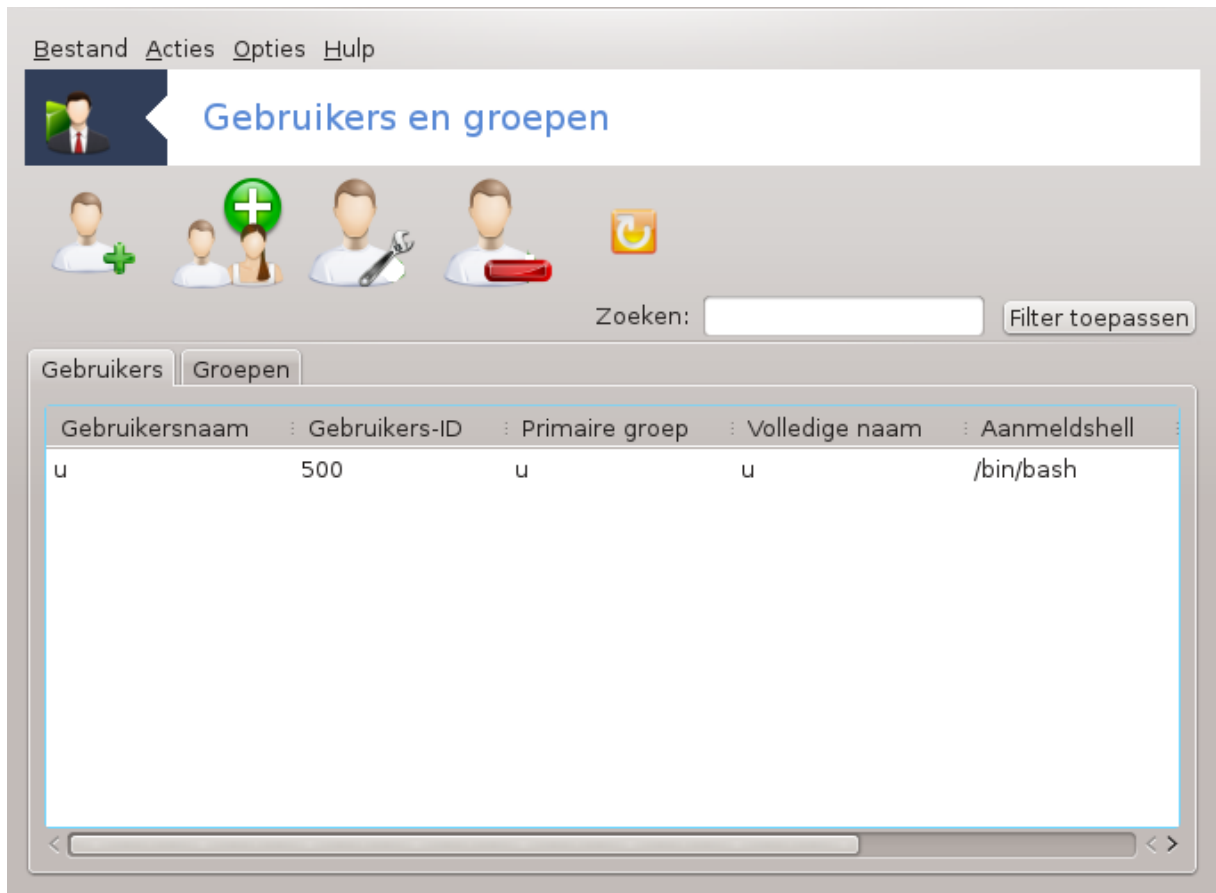 Bestand Acties Opties Hulp
Gebruikers en groepen
Zoeken: Filter toepassen
Gebruikers Groepen
Gebruikersnaam Gebruikers-ID Primaire groep Volledige naam Aanmeldshell
u 500 u u /bin/bash